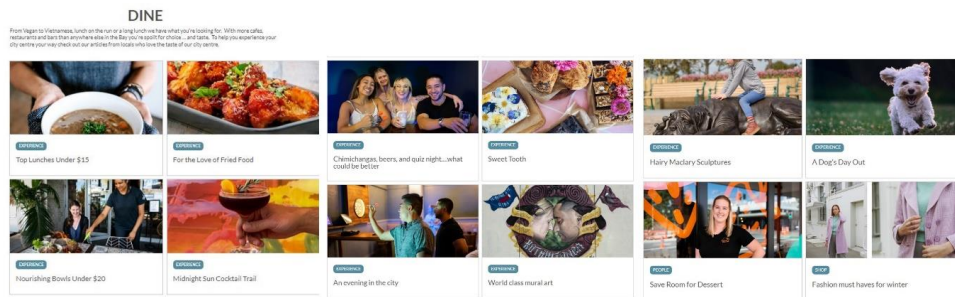 DINE
From Vegan to Vietnamese, lunch on the run or a long lunch we have what you're looking for. With more cafes,
restaurants and bars than anywhere else in the Bay you're spoilt for choice ... and taste. To help you experience your
city centre your way check out our articles from locals who love the taste of our city centre.
EXPERIENCE
Top Lunches Under $15
EXPERIENCE
For the Love of Fried Food
EXPERIENCE
Nourishing Bowls Under $20
EXPERIENCE
Midnight Sun Cocktail Trail
EXPERIENCE
Chimichangas, beers, and quiz night...what
could be better
EXPERIENCE
Sweet Tooth
EXPERIENCE
An evening in the city
EXPERIENCE
World class mural art
EXPERIENCE
Hairy Maclary Sculptures
EXPERIENCE
A Dog's Day Out
PEOPLE
Save Room for Dessert
SHOP
Fashion must haves for winter